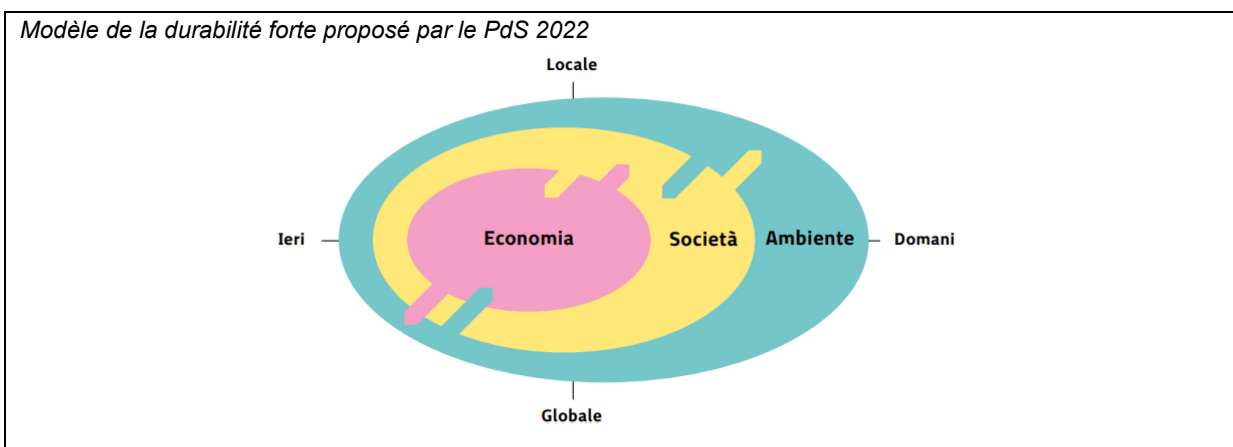 Modèle de la durabilité forte proposé par le PdS 2022
Locale
Ieri
Economia
Società
Ambiente
Domani
Globale